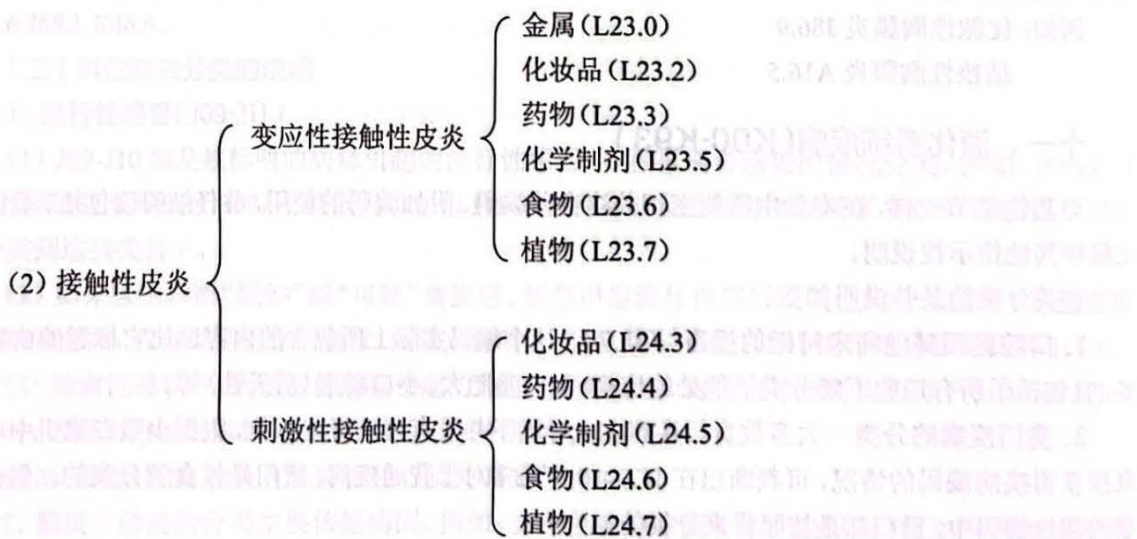 金属(L23.0)
化妆品(L23.2)
药物(L23.3)
变应性接触性皮炎
化学制剂(L23.5)
食物(L23.6)
植物(L23.7)
(2) 接触性皮炎
化妆品(L24.3)
药物(L24.4)
刺激性接触性皮炎
化学制剂(L24.5)
食物(L24.6)
植物(L24.7)